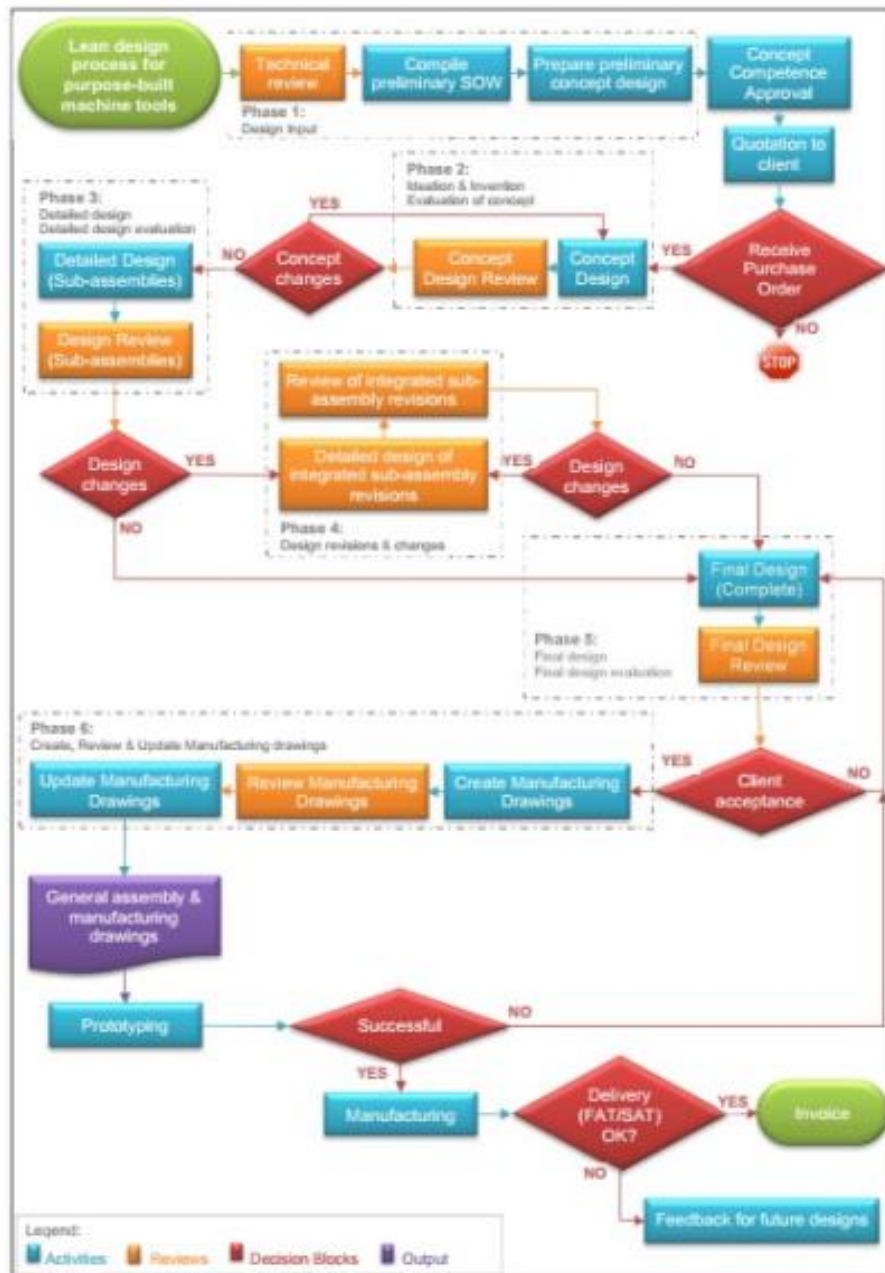 Lean design
process for
purpose-built
machine tools
Technical
review
Compile
preliminary SOW
Prepare preliminary
concept design
Concept
Competence
Approval
Phase 1:
Design Input
Quotation to
client
Phase 2:
Ideation & Invention
Evaluation of concept
Phase 3:
Detailed design
Detailed design evaluation
YES
Receive
Purchase
Order
YES
NO
STOP
Concept
Design
Concept
Design Review
Concept
changes
NO
Detailed Design
(Sub-assemblies)
Design Review
(Sub-assemblies)
Review of integrated sub-
assembly revisions
Design
changes
YES
NO
Detailed design of
integrated sub-assembly
revisions
YES
Design
changes
NO
Phase 4:
Design revisions & changes
Final Design
(Complete)
Phase 5:
Final design
Final design evaluation
Final Design
Review
Phase 6:
Create, Review & Update Manufacturing drawings
Update Manufacturing
Drawings
Review Manufacturing
Drawings
Create Manufacturing
Drawings
YES
Client
acceptance
NO
General assembly &
manufacturing
drawings
Prototyping
Successful
NO
YES
Manufacturing
Delivery
(FAT/SAT)
OK?
YES
Invoice
NO
Feedback for future designs
Legend:
Activities
Reviews
Decision Blocks
Output